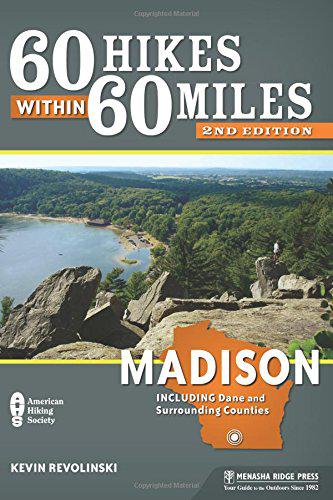 60 HIKES
WITHIN
60 MILES
2ND EDITION
MADISON
INCLUDING Dane and
Surrounding Counties
AHS
American
Hiking
Society
KEVIN REVOLINSKI
MENASHA RIDGE PRESS
Your Guide to the Outdoors Since 1982